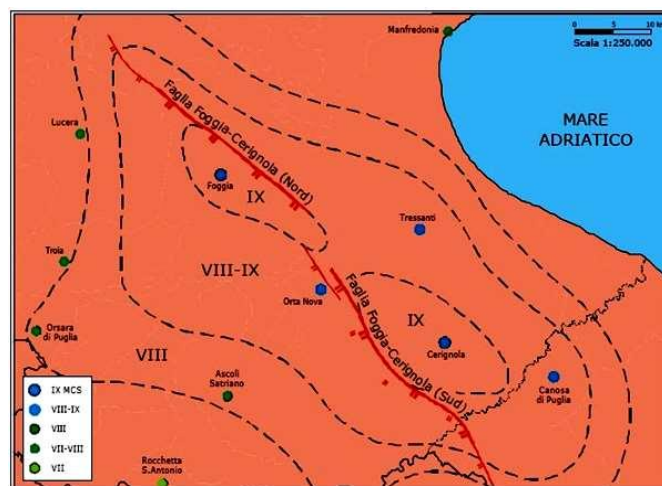 Manfredonia
0 5 10 km
Scala 1:250.000
MARE
ADRIATICO
Lucera
Faglia Foggia-Cerignola (Nord)
Foggia
IX
Tressanti
Troia
VIII-IX
Orta Nova
Faglia Foggia-Cerignola (Sud)
IX
Cerignola
Orsara
di Puglia
VIII
Ascoli
Satriano
Canosa
di Puglia
Rocchetta
S.Antonio
IX MCS
VIII-IX
VIII
VII-VIII
VII